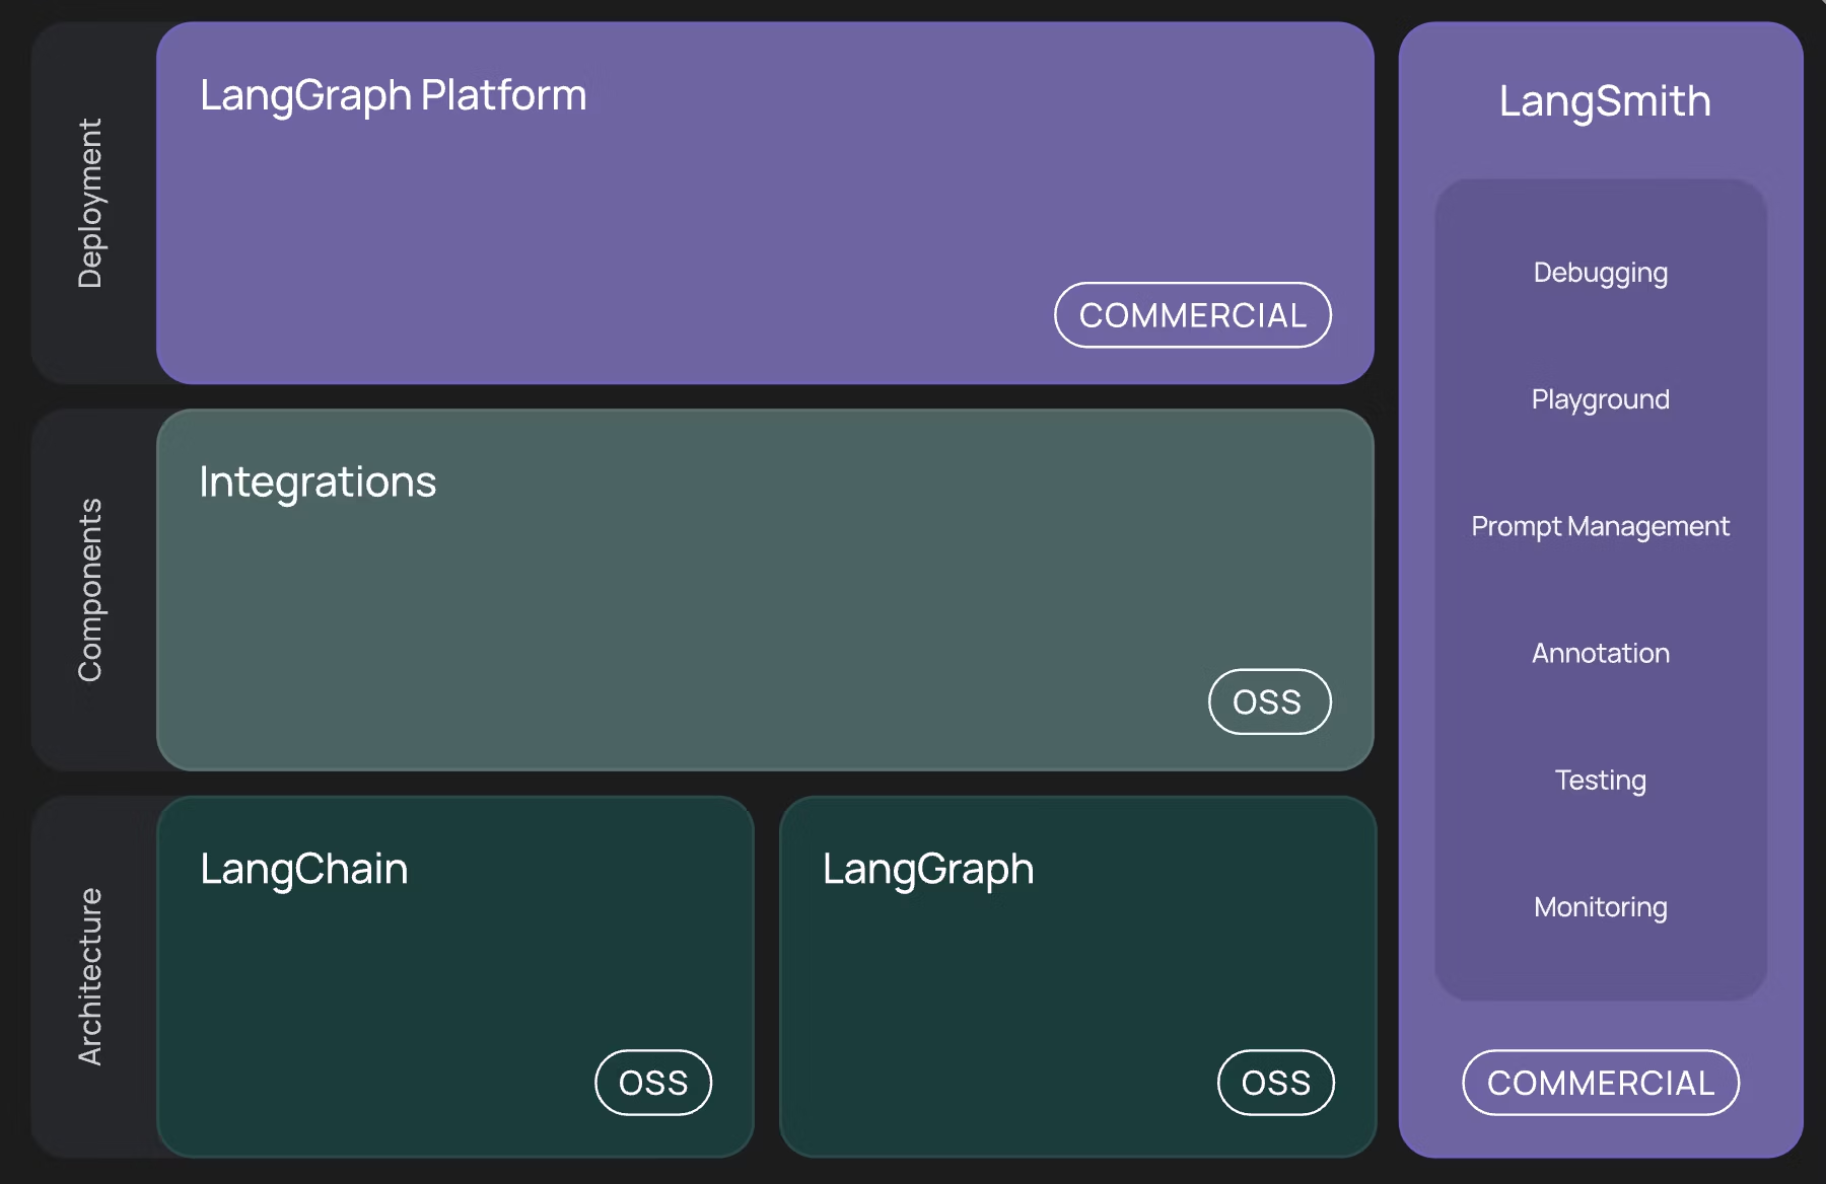 Deployment
LangGraph Platform
COMMERCIAL
Components
Integrations
OSS
Architecture
LangChain
OSS
LangGraph
OSS
LangSmith
Debugging
Playground
Prompt Management
Annotation
Testing
Monitoring
COMMERCIAL